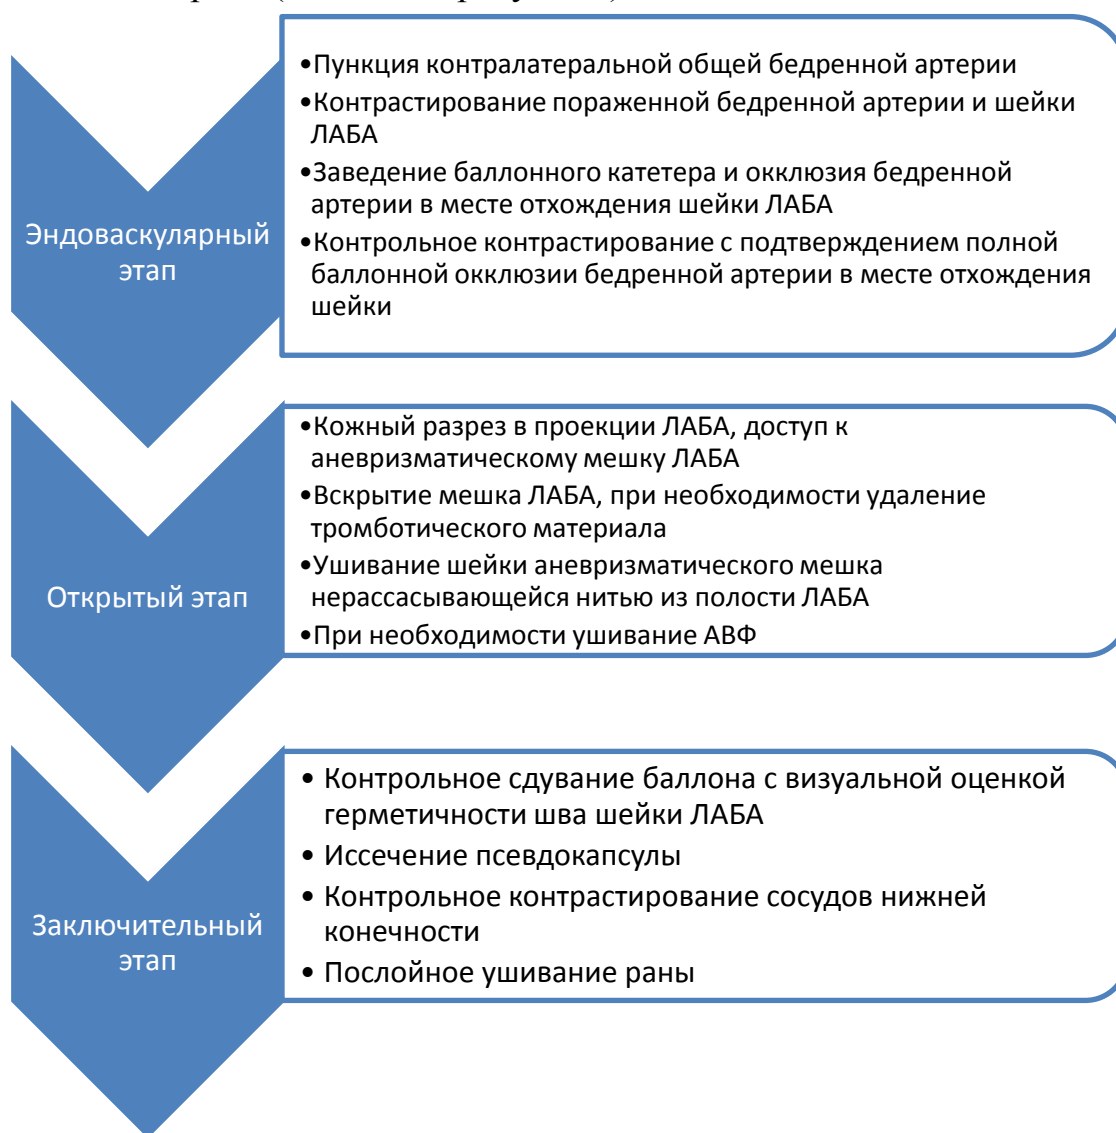 Эндоваскулярный
этап
•Пункция контралатеральной общей бедренной артерии
•Контрастирование пораженной бедренной артерии и шейки
ЛАБА
•Заведение баллонного катетера и окклюзия бедренной
артерии в месте отхождения шейки ЛАБА
•Контрольное контрастирование с подтверждением полной
баллонной окклюзии бедренной артерии в месте отхождения
шейки
Открытый этап
•Кожный разрез в проекции ЛАБА, доступ к
аневризматическому мешку ЛАБА
•Вскрытие мешка ЛАБА, при необходимости удаление
тромботического материала
•Ушивание шейки аневризматического мешка
нерассасывающейся нитью из полости ЛАБА
•При необходимости ушивание АВФ
Заключительный
этап
• Контрольное сдувание баллона с визуальной оценкой
герметичности шва шейки ЛАБА
• Иссечение псевдокапсулы
• Контрольное контрастирование сосудов нижней
конечности
• Послойное ушивание раны